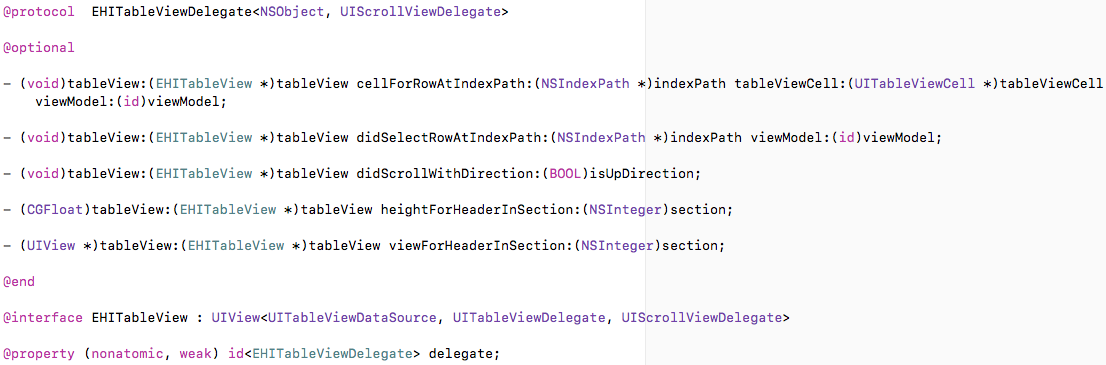 @protocol  EHITableViewDelegate<NSObject, UIScrollViewDelegate>
@optional
- (void)tableView:(EHITableView *)tableView cellForRowAtIndexPath:(NSIndexPath *)indexPath tableViewCell:(UITableViewCell *)tableViewCell
    viewModel:(id)viewModel;
- (void)tableView:(EHITableView *)tableView didSelectRowAtIndexPath:(NSIndexPath *)indexPath viewModel:(id)viewModel;
- (void)tableView:(EHITableView *)tableView didScrollWithDirection:(BOOL)isUpDirection;
- (CGFloat)tableView:(EHITableView *)tableView heightForHeaderInSection:(NSInteger)section;
- (UIView *)tableView:(EHITableView *)tableView viewForHeaderInSection:(NSInteger)section;
@end
@interface EHITableView : UIView<UITableViewDataSource, UITableViewDelegate, UIScrollViewDelegate>
@property (nonatomic, weak) id<EHITableViewDelegate> delegate;